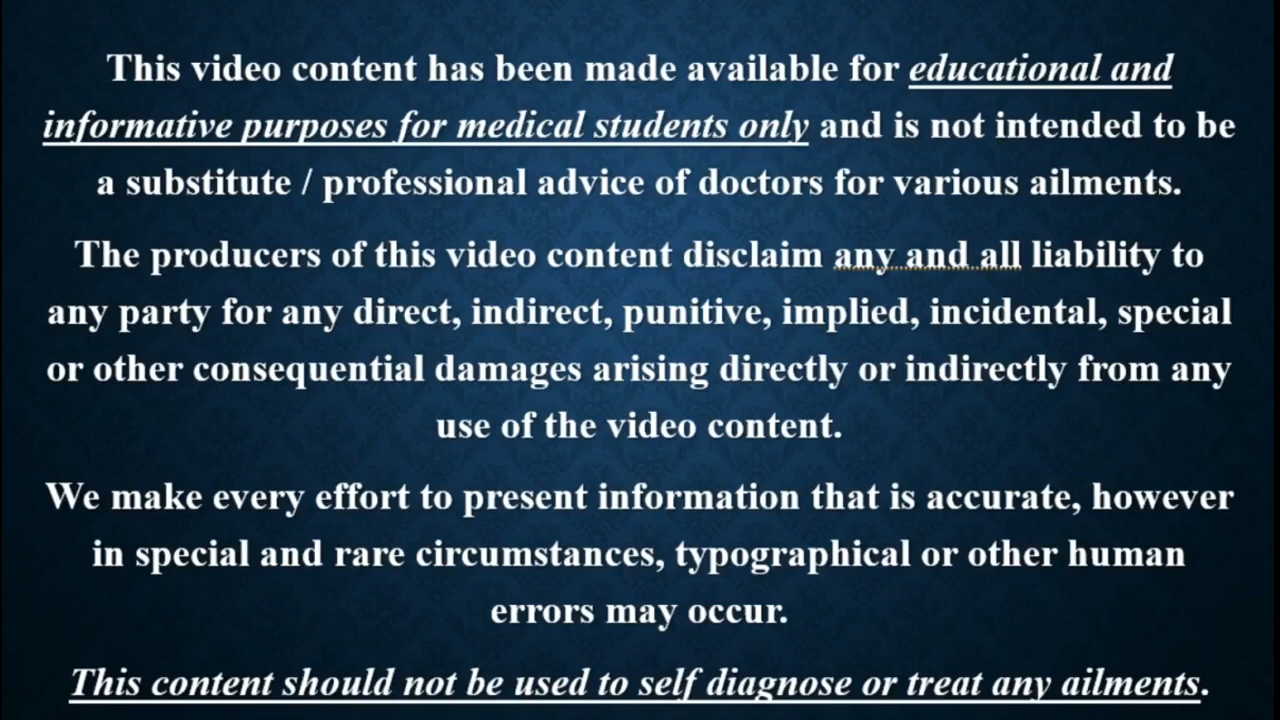 This video content has been made available for educational and
informative purposes for medical students only and is not intended to be
a substitute / professional advice of doctors for various ailments.
The producers of this video content disclaim any and all liability to
any party for any direct, indirect, punitive, implied, incidental, special
or other consequential damages arising directly or indirectly from any
use of the video content.
We make every effort to present information that is accurate, however
in special and rare circumstances, typographical or other human
errors may occur.
This content should not be used to self diagnose or treat any ailments.